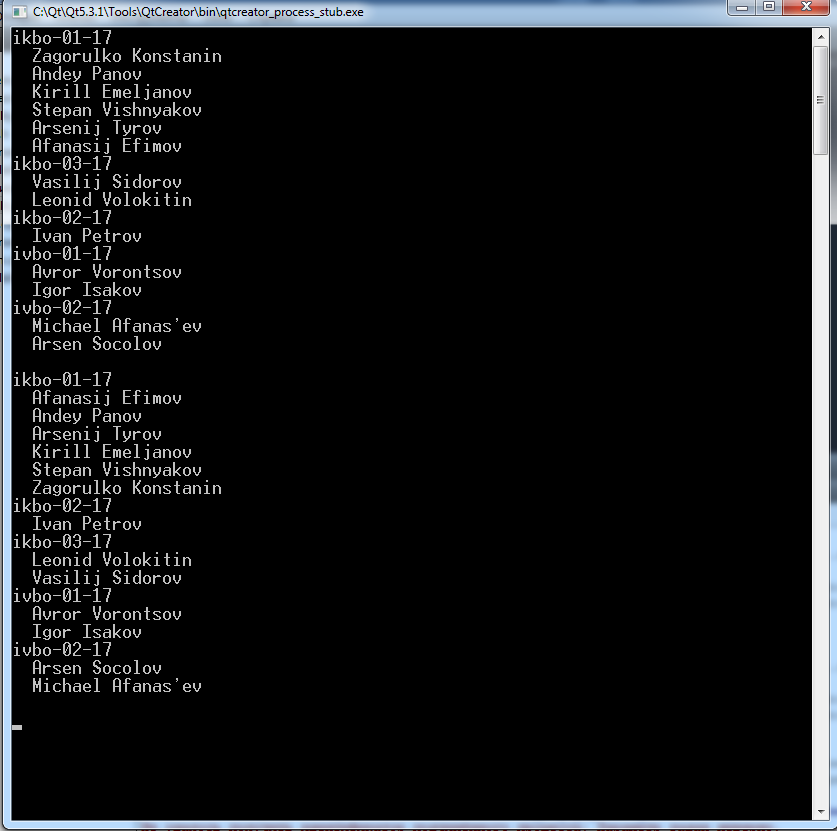 C:\Qt\Qt5.3.1\Tools\QtCreator\bin\qtcreator_process_stub.exe
ikbo-01-17
  Zagorulko Konstanin
  Andey Panov
  Kirill Emeljanov
  Stepan Vishnyakov
  Arsenij Tyrov
  Afanasij Efimov
ikbo-03-17
  Vasilij Sidorov
  Leonid Volokitin
ikbo-02-17
  Ivan Petrov
ivbo-01-17
  Avror Vorontsov
  Igor Isakov
ivbo-02-17
  Michael Afanas'ev
  Arsen Socolov

ikbo-01-17
  Afanasij Efimov
  Andey Panov
  Arsenij Tyrov
  Kirill Emeljanov
  Stepan Vishnyakov
  Zagorulko Konstanin
ikbo-02-17
  Ivan Petrov
ikbo-03-17
  Leonid Volokitin
  Vasilij Sidorov
ivbo-01-17
  Avror Vorontsov
  Igor Isakov
ivbo-02-17
  Arsen Socolov
  Michael Afanas'ev